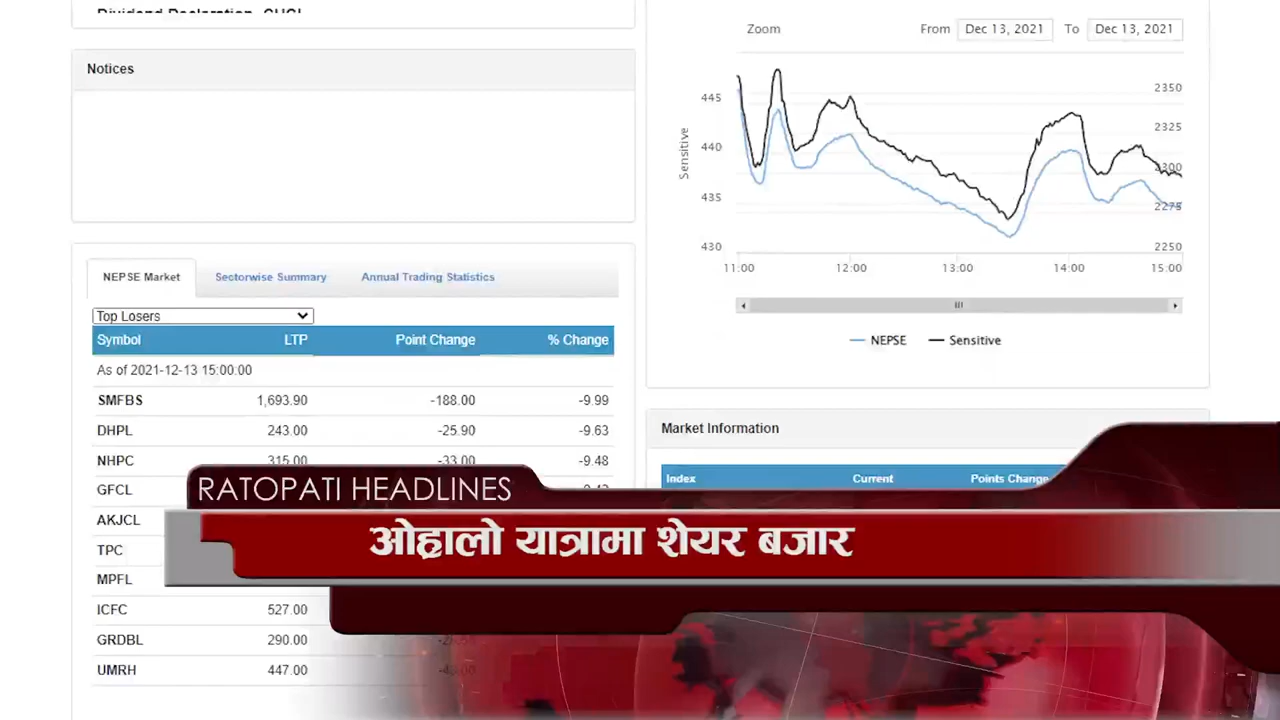 Dividend Declaration - CHCL
Notices
NEPSE Market Sectorwise Summary Annual Trading Statistics
Top Losers
Symbol LTP Point Change % Change
As of 2021-12-13 15:00:00
SMFBS 1,693.90 -188.00 -9.99
DHPL 243.00 -25.90 -9.63
NHPC 315.00 -33.00 -9.48
GFCL
AKJCL
TPC
MPFL
ICFC 527.00
GRDBL 290.00
UMRH 447.00
Zoom From Dec 13, 2021 To Dec 13, 2021
Sensitive
445
440
435
430
2350
2325
2300
2275
2250
11:00 12:00 13:00 14:00 15:00
NEPSE Sensitive
Market Information
Index Current Points Change
RATOPATI HEADLINES
ओह्रालो यात्रामा शेयर बजार